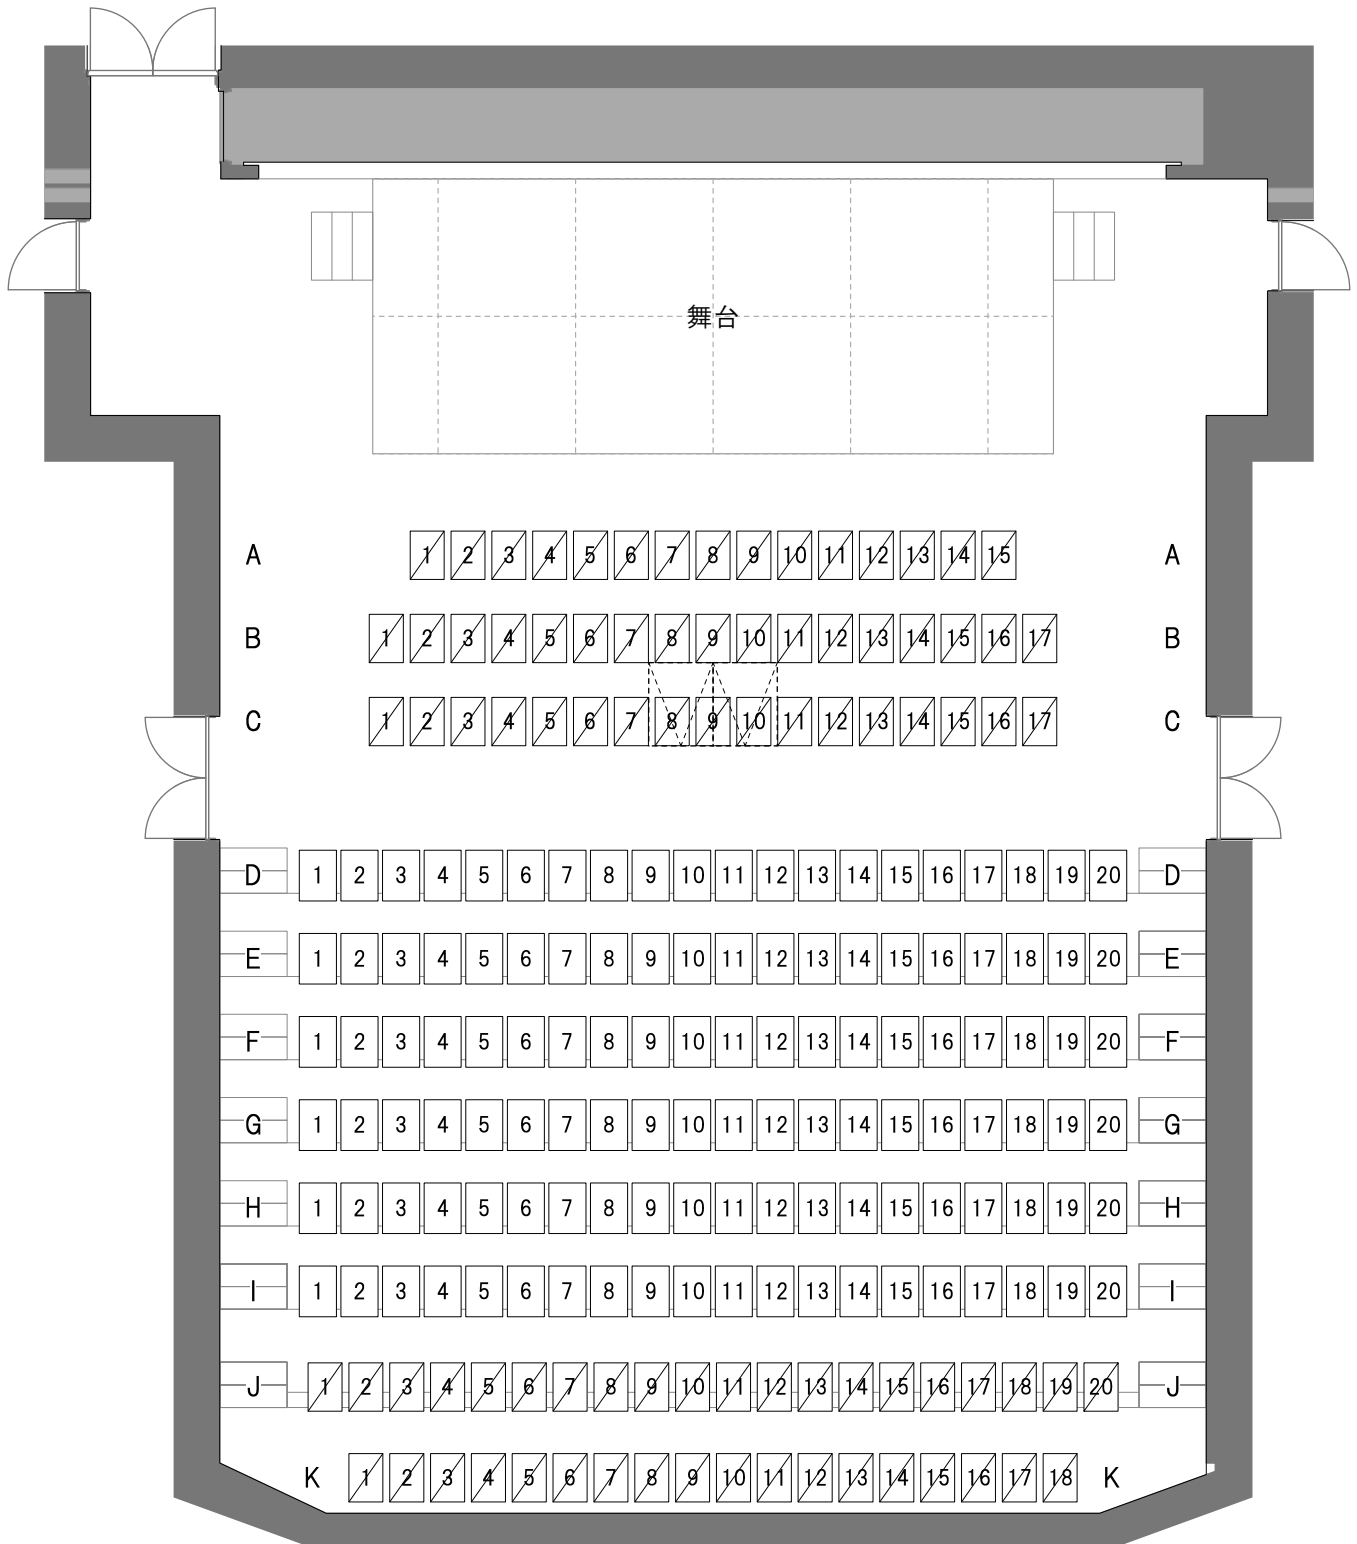 舞台
A 1 2 3 4 5 6 7 8 9 10 11 12 13 14 15 A
B 1 2 3 4 5 6 7 8 9 10 11 12 13 14 15 16 17 B
C 1 2 3 4 5 6 7 8 9 10 11 12 13 14 15 16 17 C
D 1 2 3 4 5 6 7 8 9 10 11 12 13 14 15 16 17 18 19 20 D
E 1 2 3 4 5 6 7 8 9 10 11 12 13 14 15 16 17 18 19 20 E
F 1 2 3 4 5 6 7 8 9 10 11 12 13 14 15 16 17 18 19 20 F
G 1 2 3 4 5 6 7 8 9 10 11 12 13 14 15 16 17 18 19 20 G
H 1 2 3 4 5 6 7 8 9 10 11 12 13 14 15 16 17 18 19 20 H
I 1 2 3 4 5 6 7 8 9 10 11 12 13 14 15 16 17 18 19 20 I
J 1 2 3 4 5 6 7 8 9 10 11 12 13 14 15 16 17 18 19 20 J
K 1 2 3 4 5 6 7 8 9 10 11 12 13 14 15 16 17 18 K